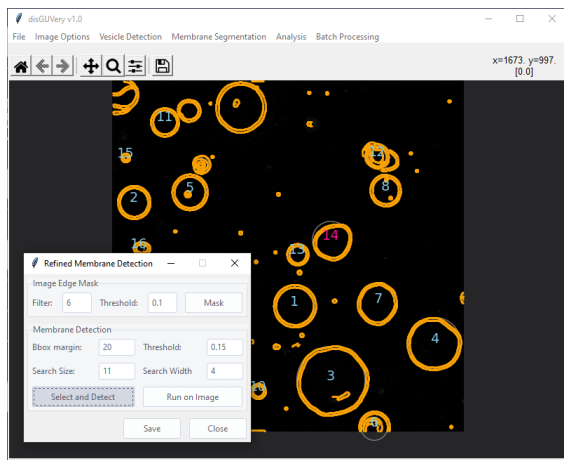 disGUVery v1.0
File Image Options Vesicle Detection Membrane Segmentation Analysis Batch Processing
x=1673. y=997.
[0.0]
11
15
2
5
8
16
13
14
1
7
4
3
10
6
Refined Membrane Detection
Image Edge Mask
Filter: 6 Threshold: 0.1 Mask
Membrane Detection
Bbox margin: 20 Threshold: 0.15
Search Size: 11 Search Width 4
Select and Detect Run on Image
Save Close